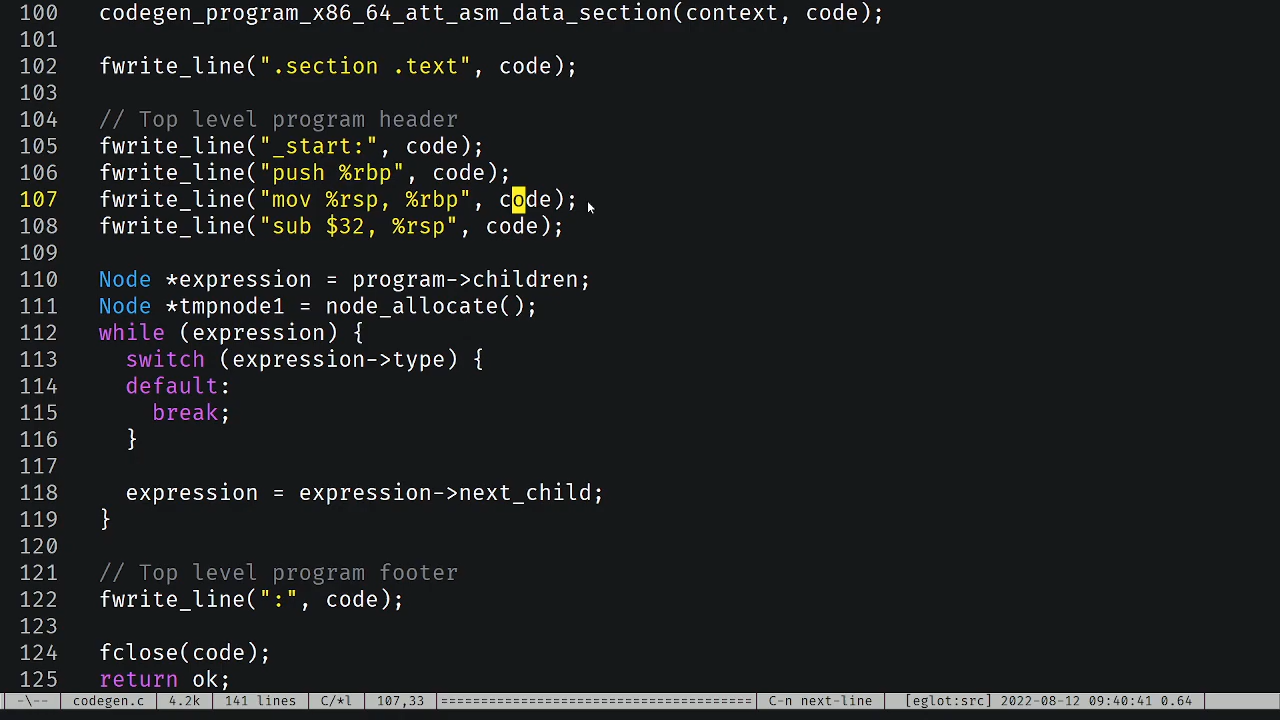 100   codegen_program_x86_64_att_asm_data_section(context, code);
101
102   fwrite_line(".section .text", code);
103
104   // Top level program header
105   fwrite_line("_start:", code);
106   fwrite_line("push %rbp", code);
107   fwrite_line("mov %rsp, %rbp", code);
108   fwrite_line("sub $32, %rsp", code);
109
110   Node *expression = program->children;
111   Node *tmpnode1 = node_allocate();
112   while (expression) {
113     switch (expression->type) {
114     default:
115       break;
116     }
117
118     expression = expression->next_child;
119   }
120
121   // Top level program footer
122   fwrite_line(":", code);
123
124   fclose(code);
125   return ok;
-\-- codegen.c 4.2k 141 lines C/*l 107,33 ==================================== C-n next-line [eglot:src] 2022-08-12 09:40:41 0.64